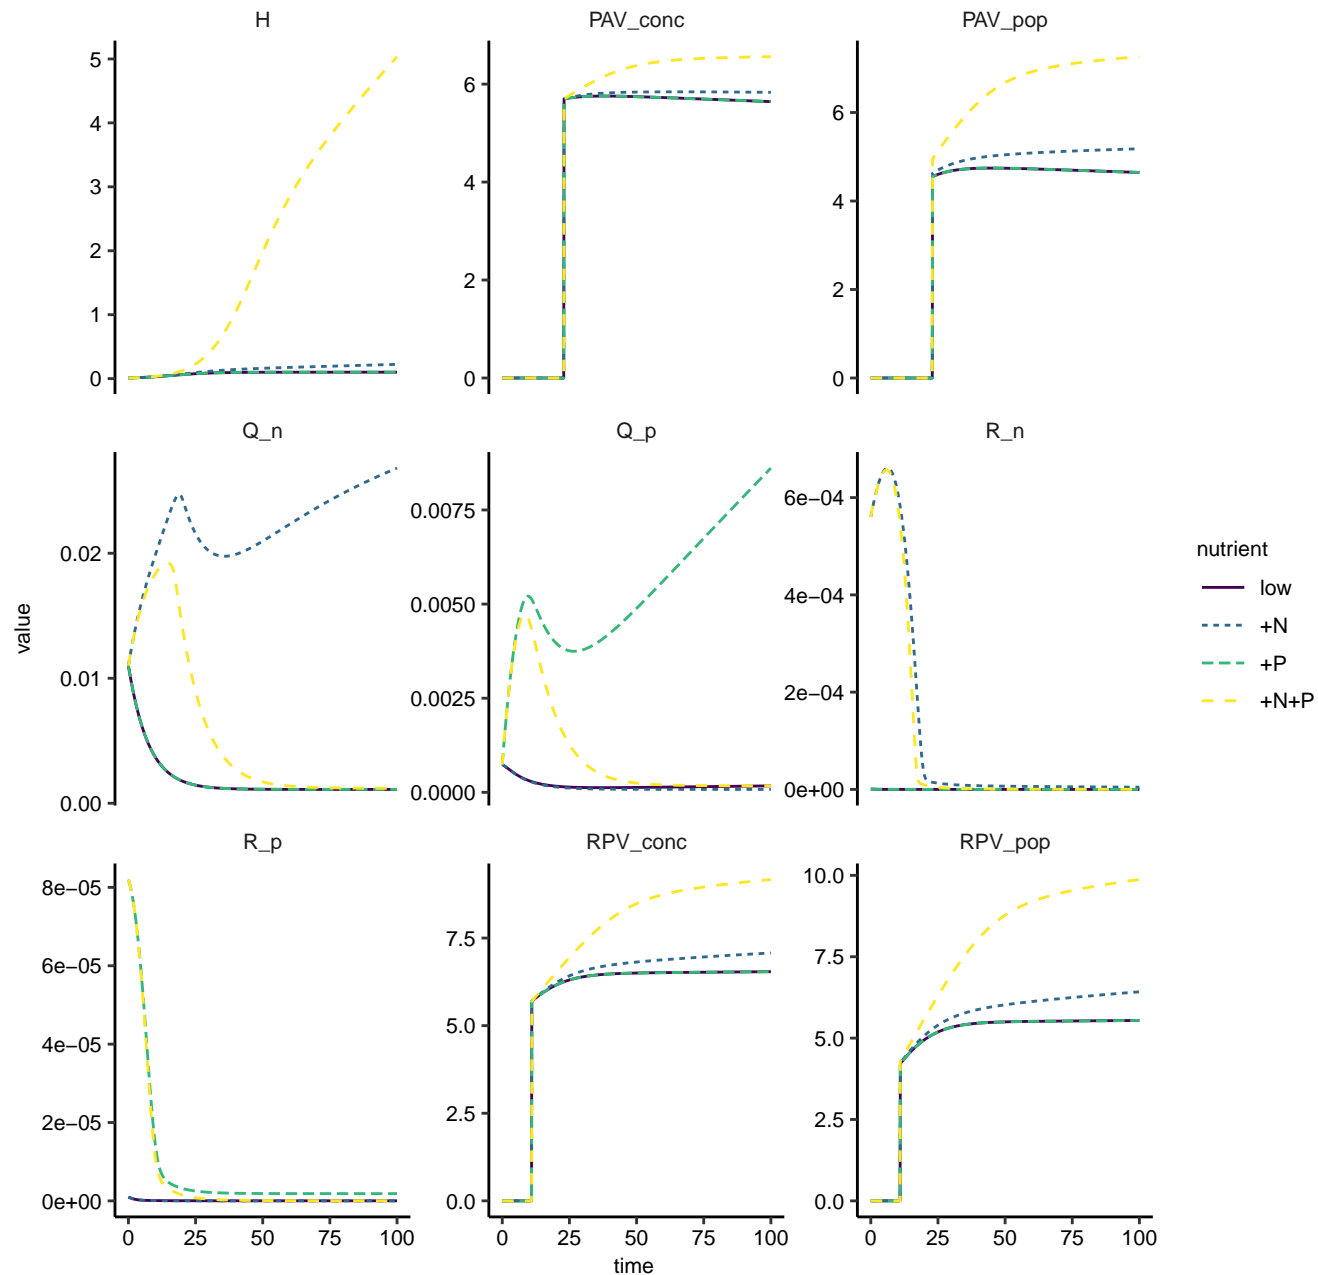 H
PAV_conc
PAV_pop
5
4
3
2
1
0
6
4
2
0
6
4
2
0
Q_n
Q_p
R_n
0.02
0.01
0.00
0.0075
0.0050
0.0025
0.0000
6e−04
4e−04
2e−04
0e+00
R_p
RPV_conc
RPV_pop
8e−05
6e−05
4e−05
2e−05
0e+00
7.5
5.0
2.5
0.0
10.0
7.5
5.0
2.5
0.0
0 25 50 75 100
0 25 50 75 100
0 25 50 75 100
time
value
nutrient
low
+N
+P
+N+P